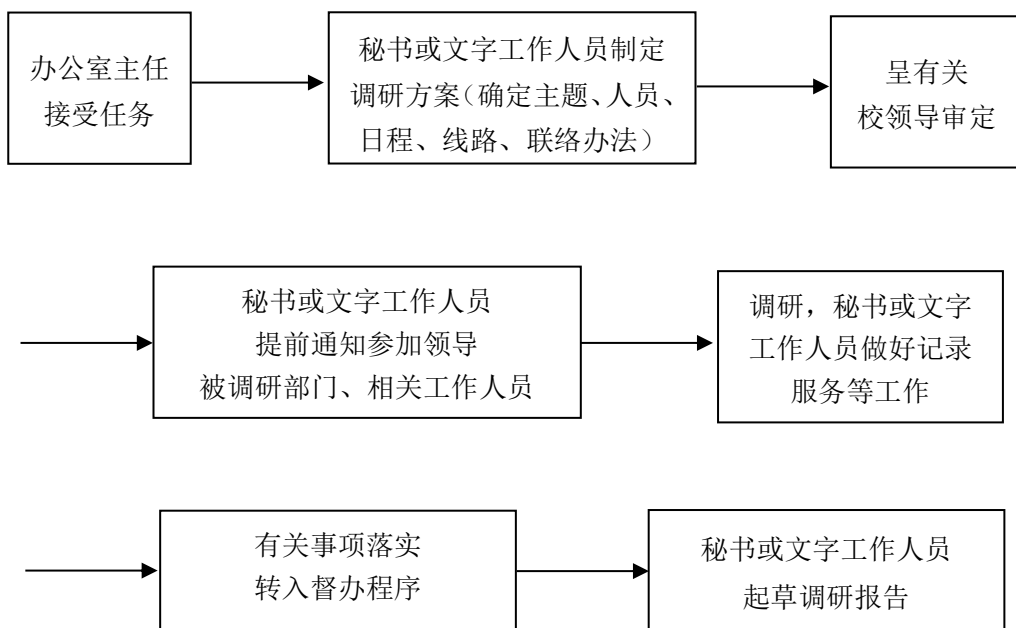 办公室主任
接受任务
秘书或文字工作人员制定
调研方案（确定主题、人员、
日程、线路、联络办法）
呈有关
校领导审定
秘书或文字工作人员
提前通知参加领导
被调研部门、相关工作人员
调研，秘书或文字
工作人员做好记录
服务等工作
有关事项落实
转入督办程序
秘书或文字工作人员
起草调研报告